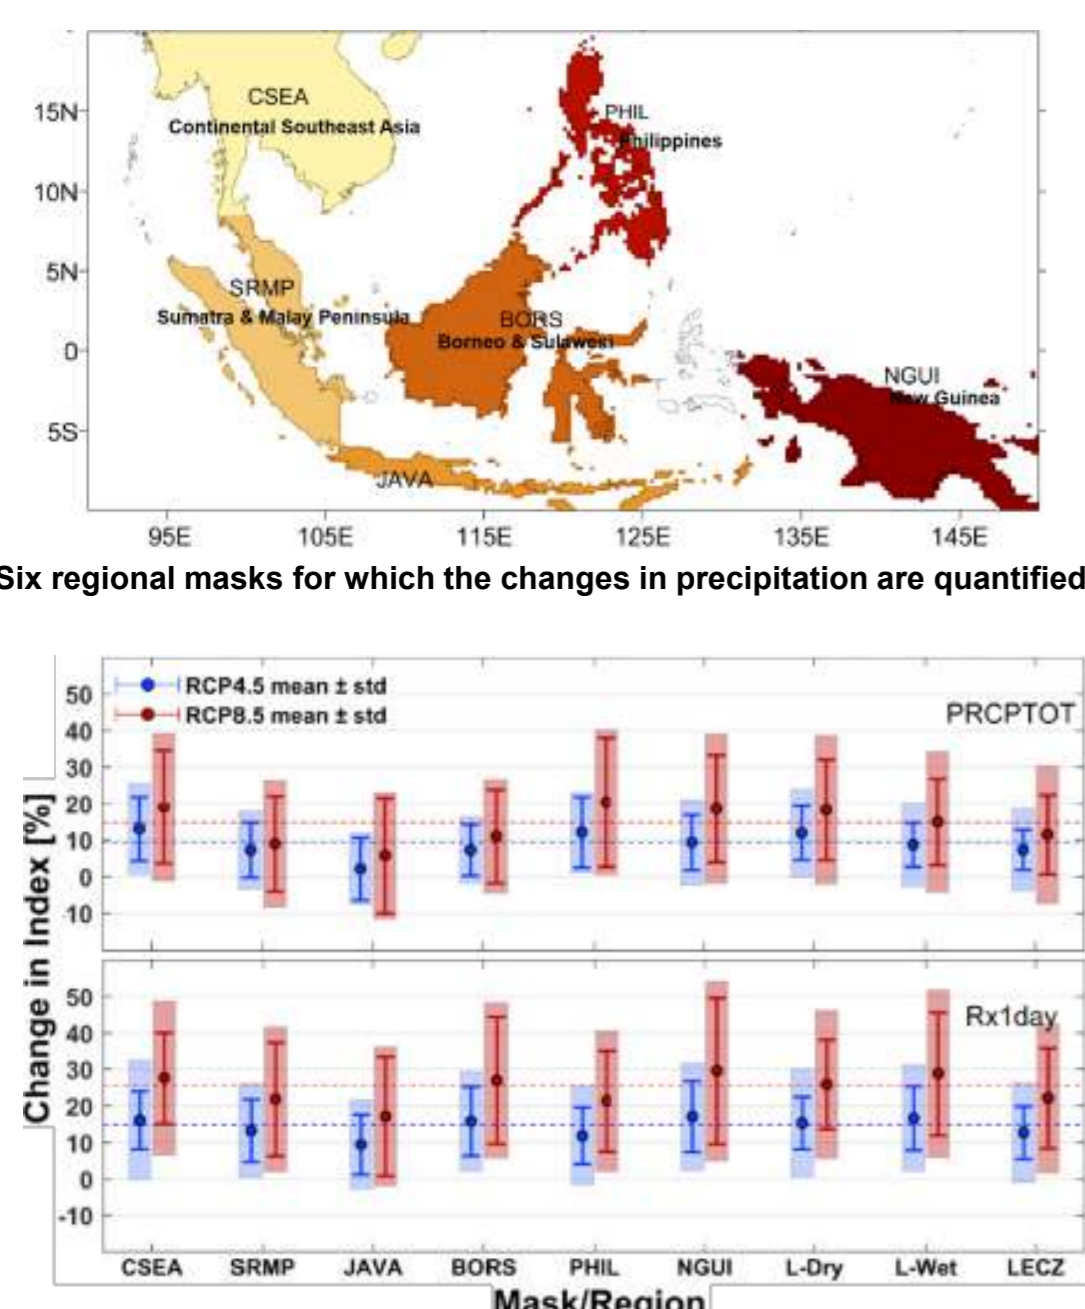 15N
10N
5N
0
5S
CSEA
Continental Southeast Asia
PHIL
Philippines
SRMP
Sumatra & Malay Peninsula
BORS
Borneo & Sulawesi
NGUI
New Guinea
JAVA
95E 105E 115E 125E 135E 145E
Six regional masks for which the changes in precipitation are quantified
RCP4.5 mean ± std
RCP8.5 mean ± std
PRCPTOT
50
40
30
20
10
0
10
Change in Index [%]
Rx1day
50
40
30
20
10
0
-10
CSEA SRMP JAVA BORS PHIL NGUI L-Dry L-Wet LECZ
Mask/Region